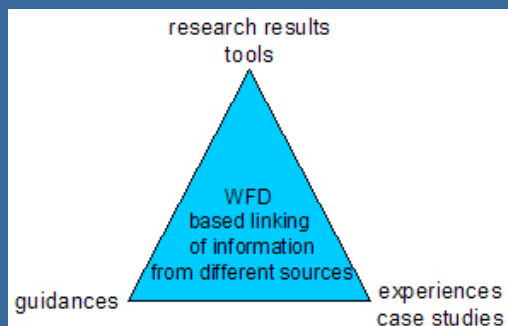 research results
tools
WFD
based linking
of information
from different sources
guidances
experiences
case studies